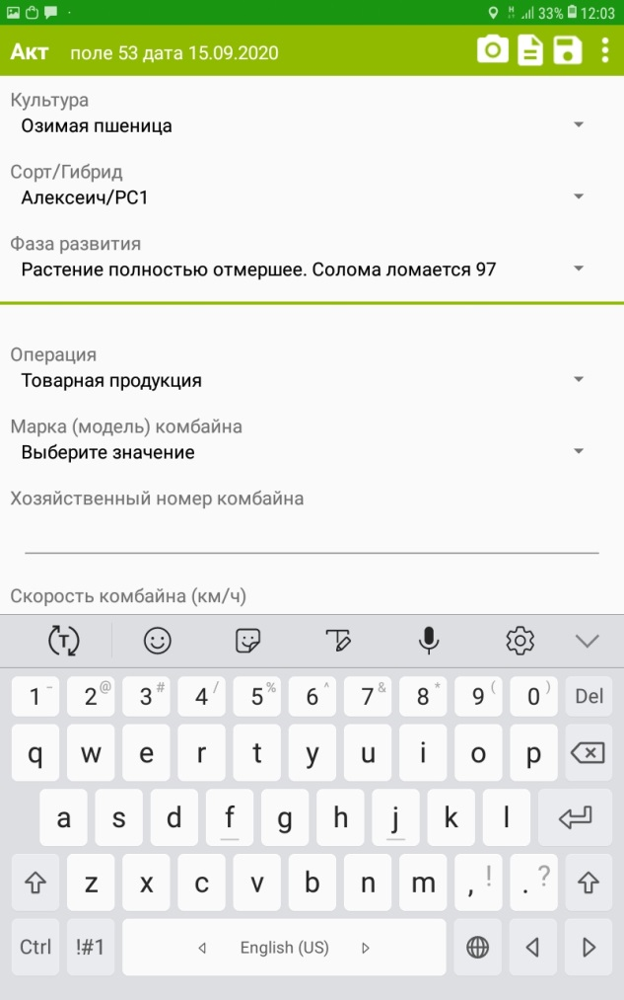 33% 12:03
Акт поле 53 дата 15.09.2020
Культура
Озимая пшеница
Сорт/Гибрид
Алексеич/РС1
Фаза развития
Растение полностью отмершее. Солома ломается 97
Операция
Товарная продукция
Марка (модель) комбайна
Выберите значение
Хозяйственный номер комбайна
Скорость комбайна (км/ч)
T T
1 - 2 @ 3 # 4 / 5 % 6 ^ 7 & 8 * 9 ( 0 ) Del
q w e r t y u i o p
a s d f g h j k l
z x c v b n m , ! . ?
Ctrl !#1 English (US)